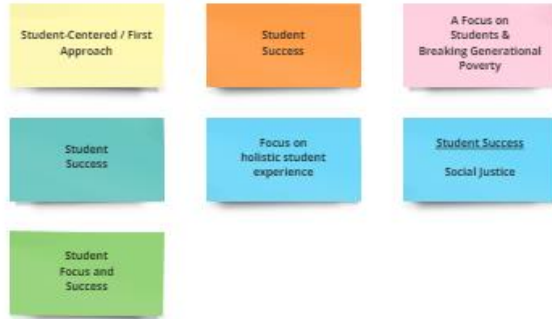 Student-Centered / First
Approach
Student
Success
A Focus on
Students &
Breaking Generational
Poverty
Student
Success
Focus on
holistic student
experience
Student Success
Social Justice
Student
Focus and
Success